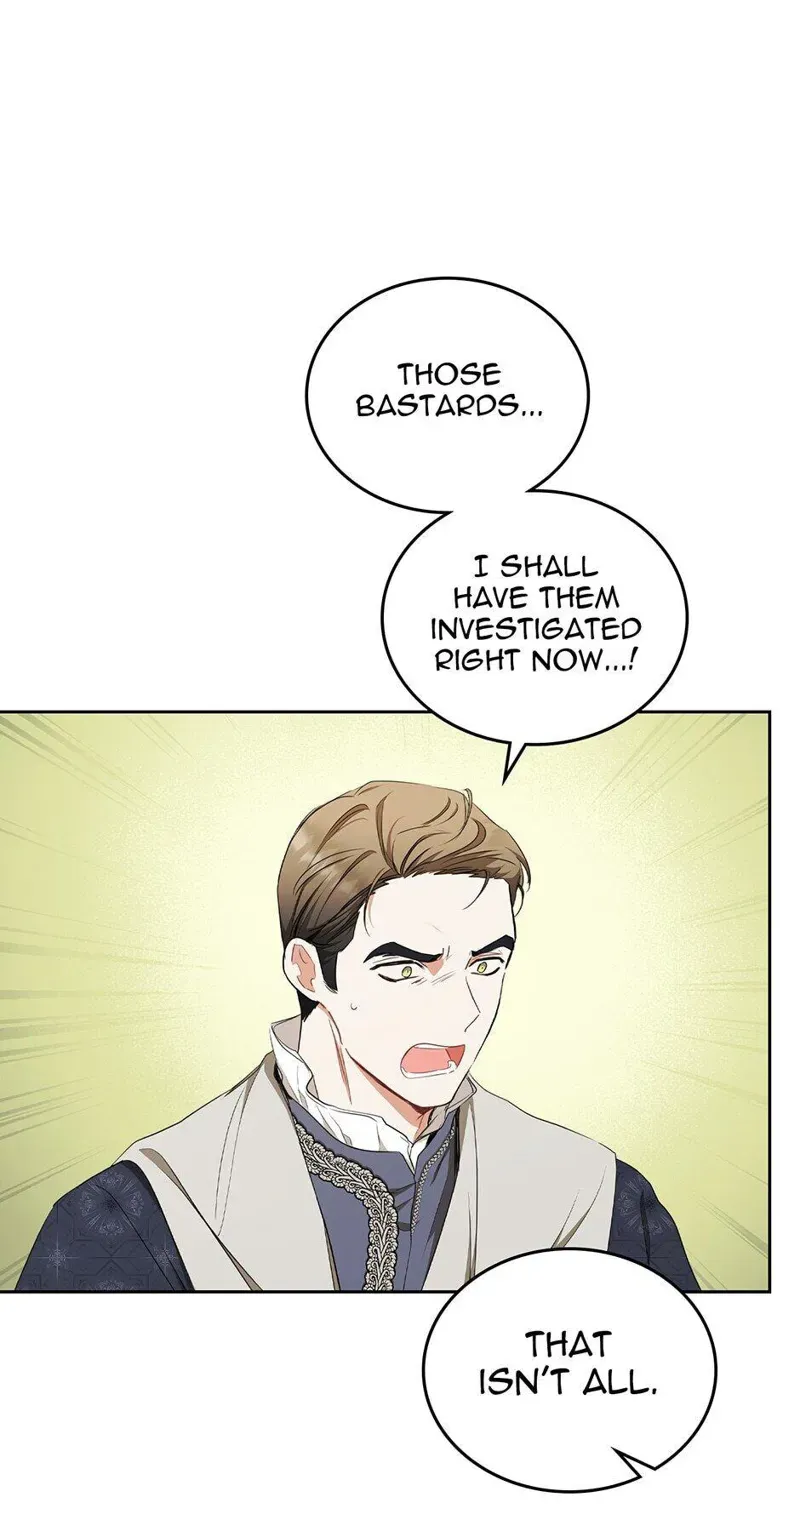 THOSE
BASTARDS...
I SHALL
HAVE THEM
INVESTIGATED
RIGHT NOW...!
THAT
ISN'T ALL.